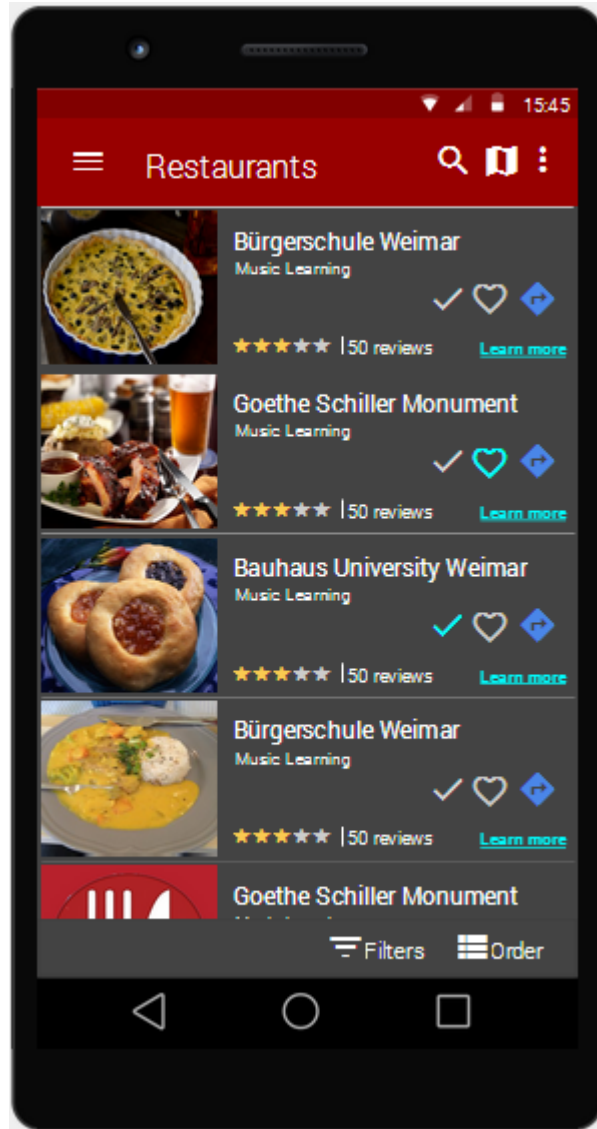 15:45
Restaurants
Bürgerschule Weimar
Music Learning
50 reviews
Learn more
Goethe Schiller Monument
Music Learning
50 reviews
Learn more
Bauhaus University Weimar
Music Learning
50 reviews
Learn more
Bürgerschule Weimar
Music Learning
50 reviews
Learn more
Goethe Schiller Monument
Filters Order